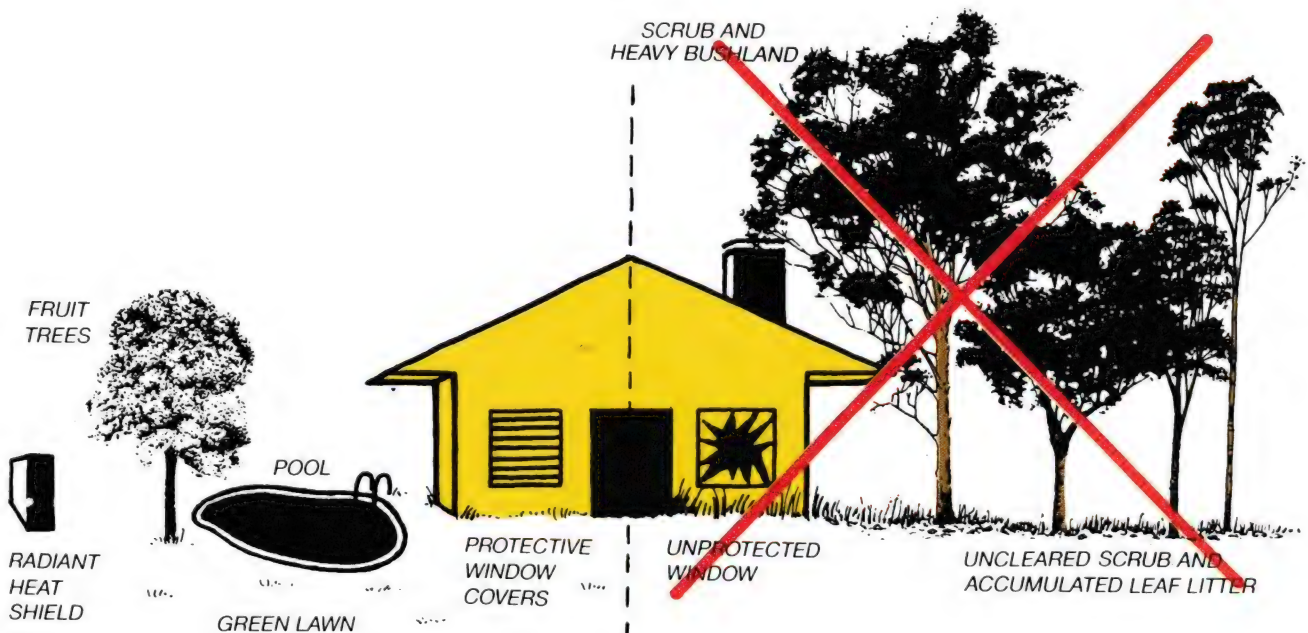 SCRUB AND
HEAVY BUSHLAND
FRUIT
TREES
POOL
RADIANT
HEAT
SHIELD
GREEN LAWN
PROTECTIVE
WINDOW
COVERS
UNPROTECTED
WINDOW
UNCLEARED SCRUB AND
ACCUMULATED LEAF LITTER